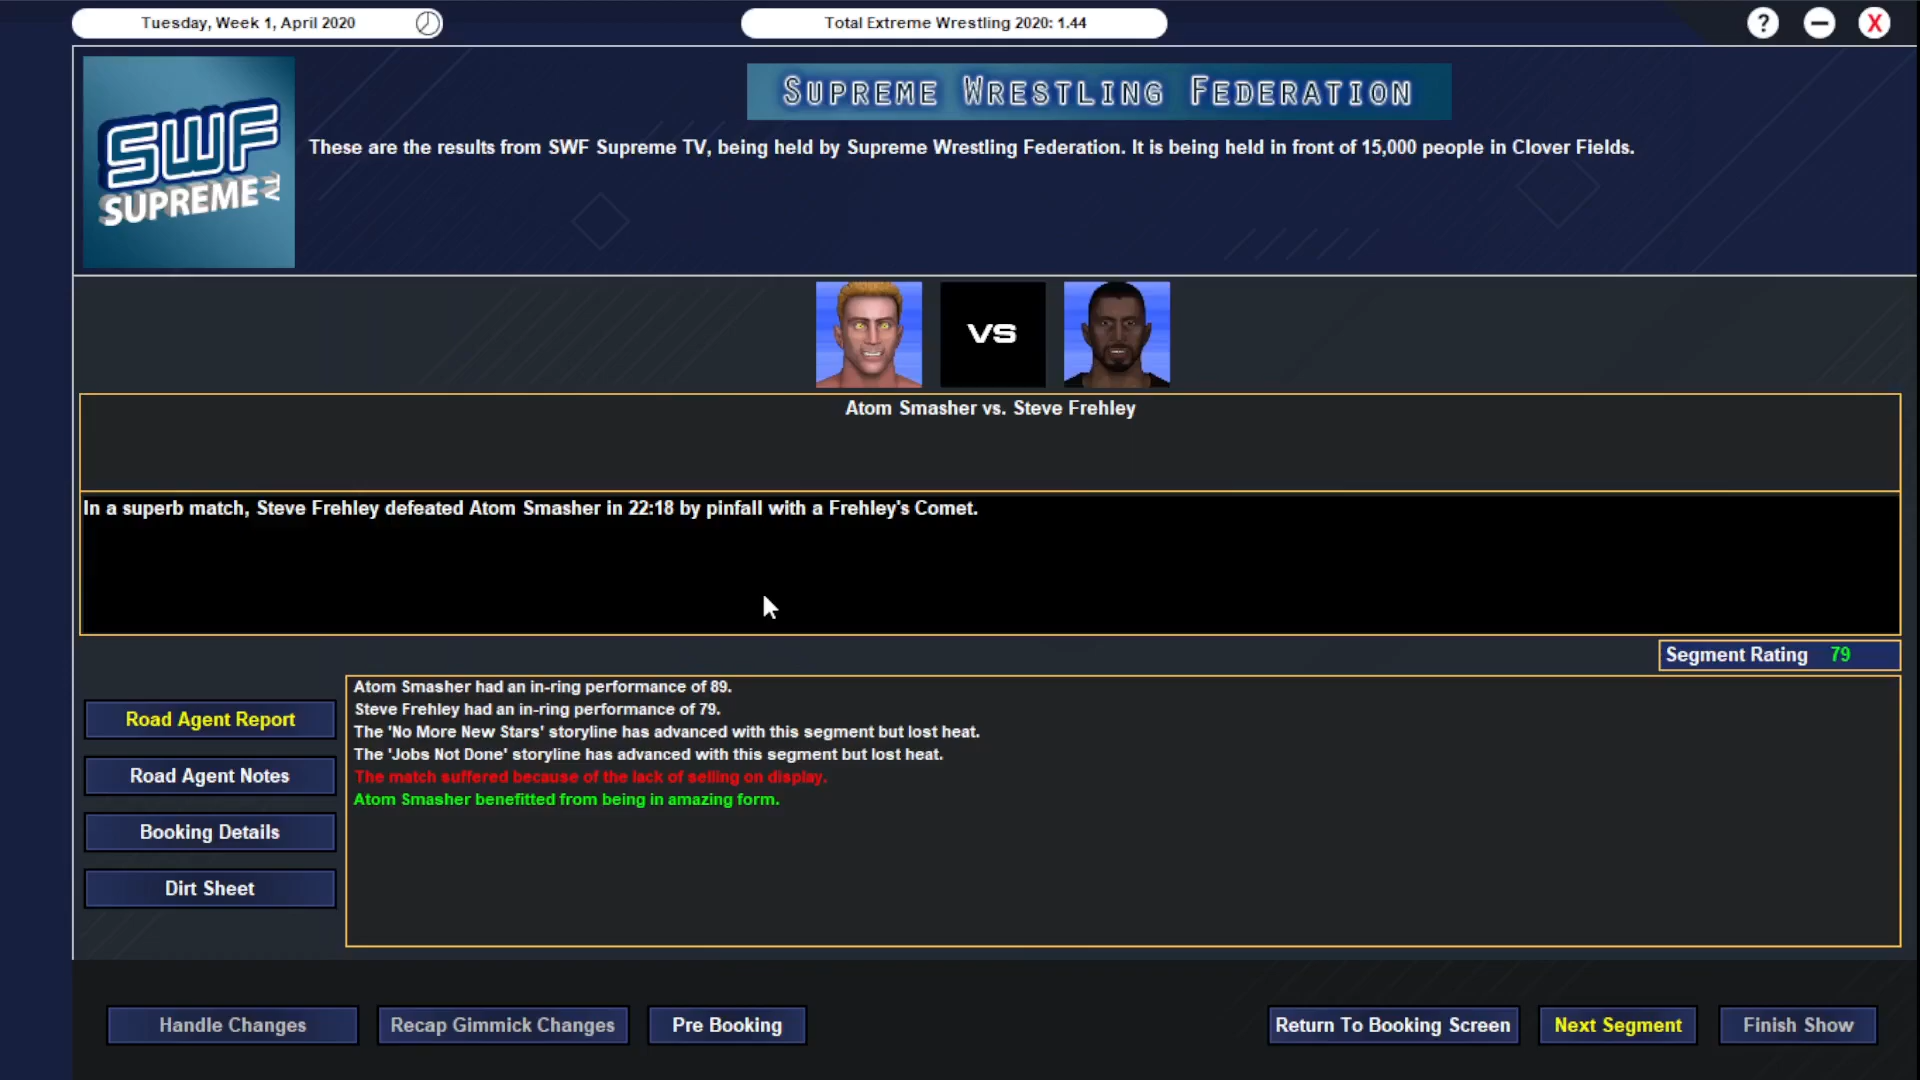 Tuesday, Week 1, April 2020
Total Extreme Wrestling 2020: 1.44
?
X
SWF
SUPREME TV
SUPREME WRESTLING FEDERATION
These are the results from SWF Supreme TV, being held by Supreme Wrestling Federation. It is being held in front of 15,000 people in Clover Fields.
VS
Atom Smasher vs. Steve Frehley
In a superb match, Steve Frehley defeated Atom Smasher in 22:18 by pinfall with a Frehley's Comet.
Segment Rating 79
Road Agent Report
Road Agent Notes
Booking Details
Dirt Sheet
Atom Smasher had an in-ring performance of 89.
Steve Frehley had an in-ring performance of 79.
The 'No More New Stars' storyline has advanced with this segment but lost heat.
The 'Jobs Not Done' storyline has advanced with this segment but lost heat.
The match suffered because of the lack of selling on display.
Atom Smasher benefitted from being in amazing form.
Handle Changes
Recap Gimmick Changes
Pre Booking
Return To Booking Screen
Next Segment
Finish Show